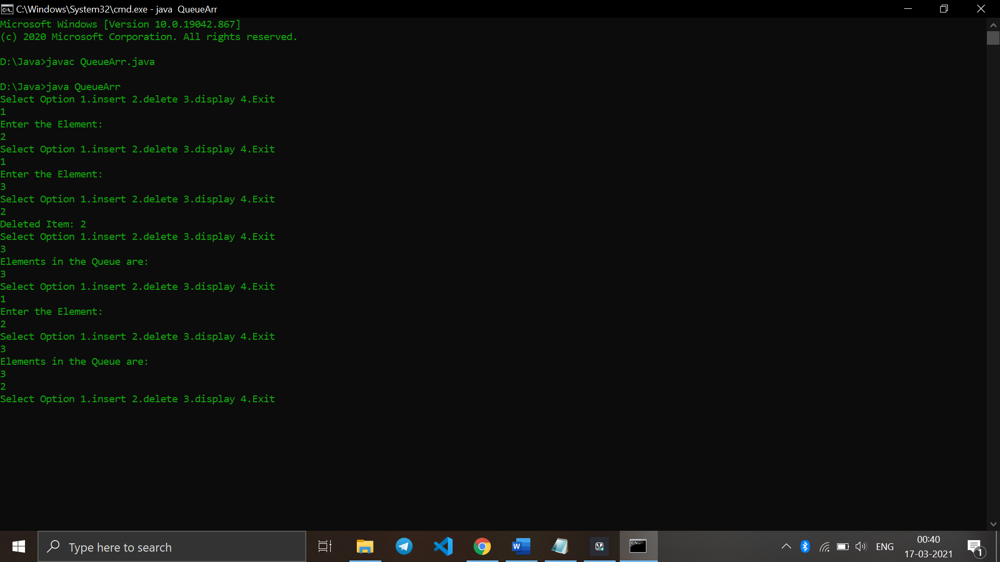 C:\Windows\System32\cmd.exe - java  QueueArr
Microsoft Windows [Version 10.0.19042.867]
(c) 2020 Microsoft Corporation. All rights reserved.
D:\Java>javac QueueArr.java
D:\Java>java QueueArr
Select Option 1.insert 2.delete 3.display 4.Exit
1
Enter the Element:
2
Select Option 1.insert 2.delete 3.display 4.Exit
1
Enter the Element:
3
Select Option 1.insert 2.delete 3.display 4.Exit
2
Deleted Item: 2
Select Option 1.insert 2.delete 3.display 4.Exit
3
Elements in the Queue are:
3
Select Option 1.insert 2.delete 3.display 4.Exit
1
Enter the Element:
2
Select Option 1.insert 2.delete 3.display 4.Exit
3
Elements in the Queue are:
3
2
Select Option 1.insert 2.delete 3.display 4.Exit
Type here to search
ENG
00:40
17-03-2021
1